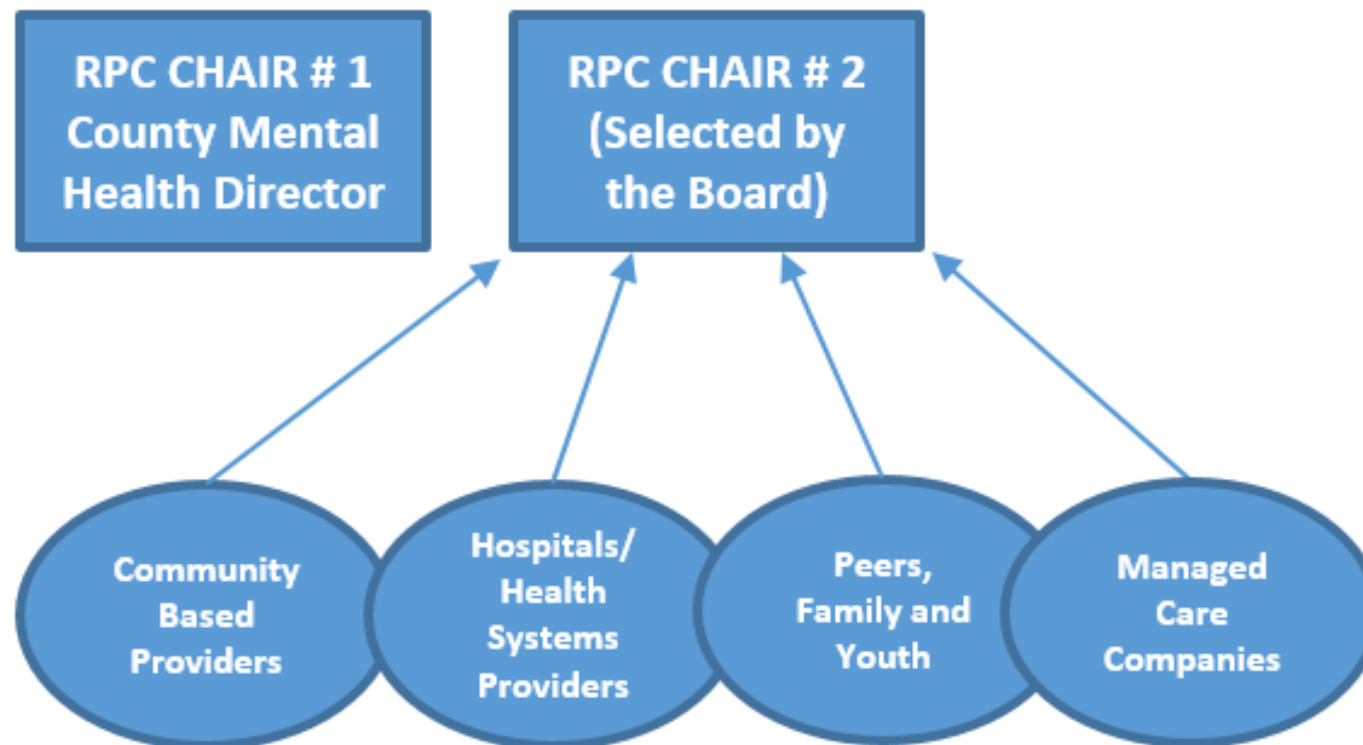 RPC CHAIR # 1
County Mental
Health Director
RPC CHAIR # 2
(Selected by
the Board)
Community
Based
Providers
Hospitals/
Health
Systems
Providers
Peers,
Family and
Youth
Managed
Care
Companies